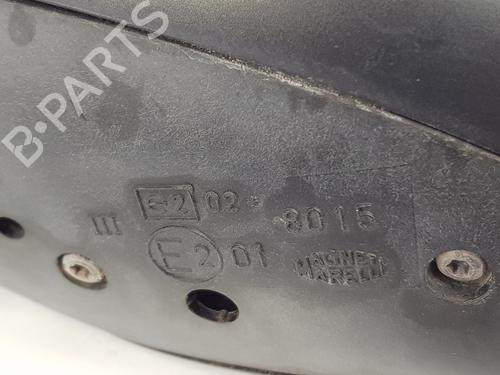 B-PARTS
III e2 02 8015
E2 01 MAGNETI MARELLI